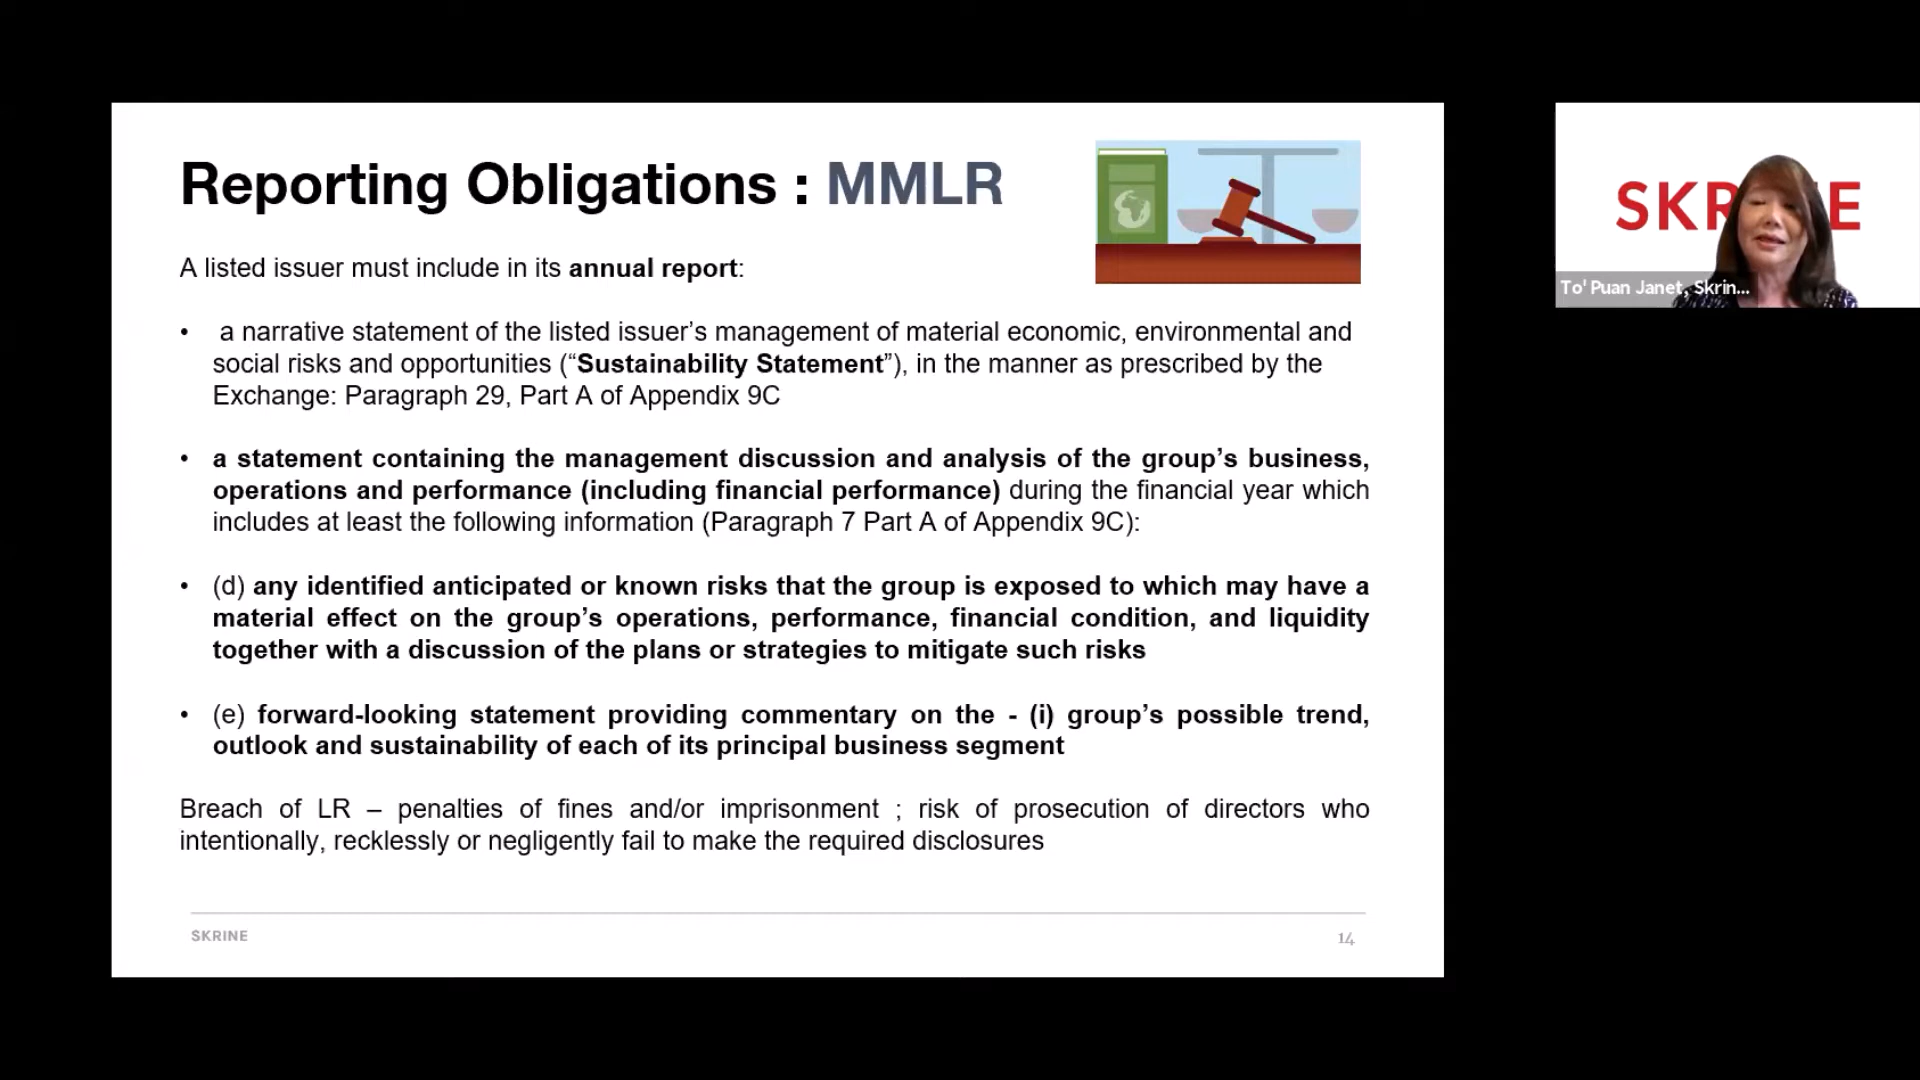 Reporting Obligations : MMLR
A listed issuer must include in its annual report:
• a narrative statement of the listed issuer’s management of material economic, environmental and
social risks and opportunities (“Sustainability Statement”), in the manner as prescribed by the
Exchange: Paragraph 29, Part A of Appendix 9C
• a statement containing the management discussion and analysis of the group’s business,
operations and performance (including financial performance) during the financial year which
includes at least the following information (Paragraph 7 Part A of Appendix 9C):
• (d) any identified anticipated or known risks that the group is exposed to which may have a
material effect on the group’s operations, performance, financial condition, and liquidity
together with a discussion of the plans or strategies to mitigate such risks
• (e) forward-looking statement providing commentary on the - (i) group’s possible trend,
outlook and sustainability of each of its principal business segment
Breach of LR – penalties of fines and/or imprisonment ; risk of prosecution of directors who
intentionally, recklessly or negligently fail to make the required disclosures
SKRINE
14
SKR E
To' Puan Janet, Skrin...